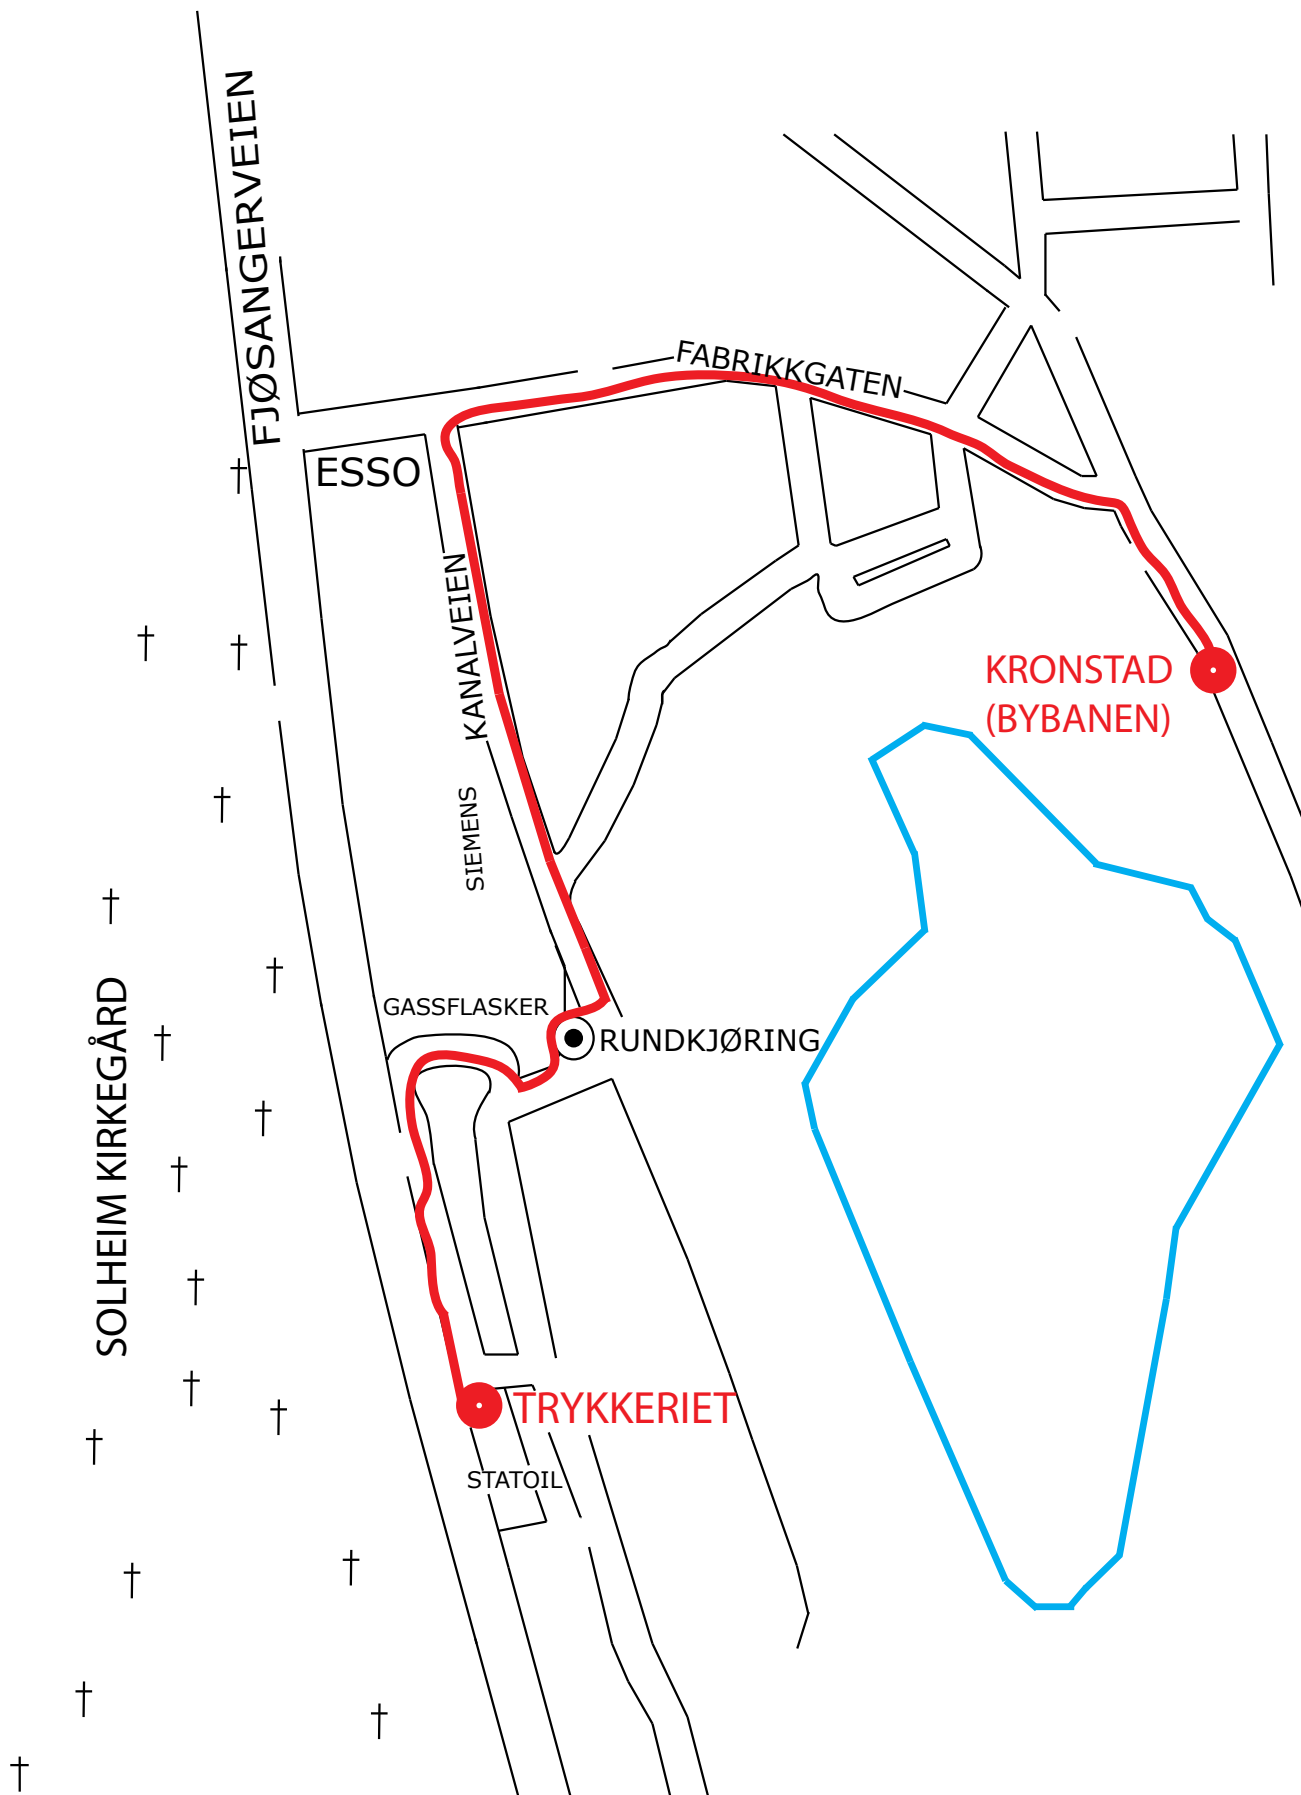 FJØSANGERVEIEN
FABRIKKGATEN
ESSO
KANALVEIEN
KRONSTAD
(BYBANEN)
SIEMENS
GASSFLASKER
RUNDKJØRING
SOLHEIM KIRKEGÅRD
TRYKKERIET
STATOIL